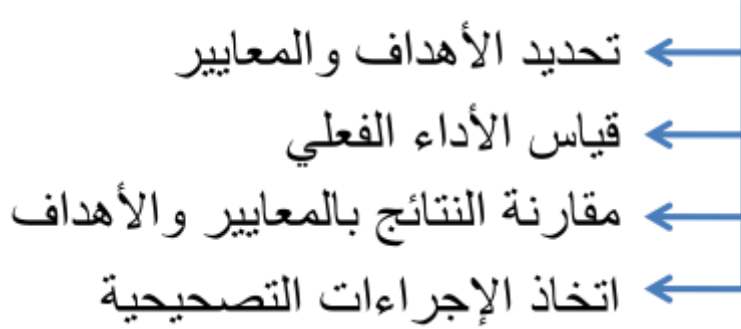 تحديد الأهداف والمعايير
قياس الأداء الفعلي
مقارنة النتائج بالمعايير والأهداف
اتخاذ الإجراءات التصحيحية